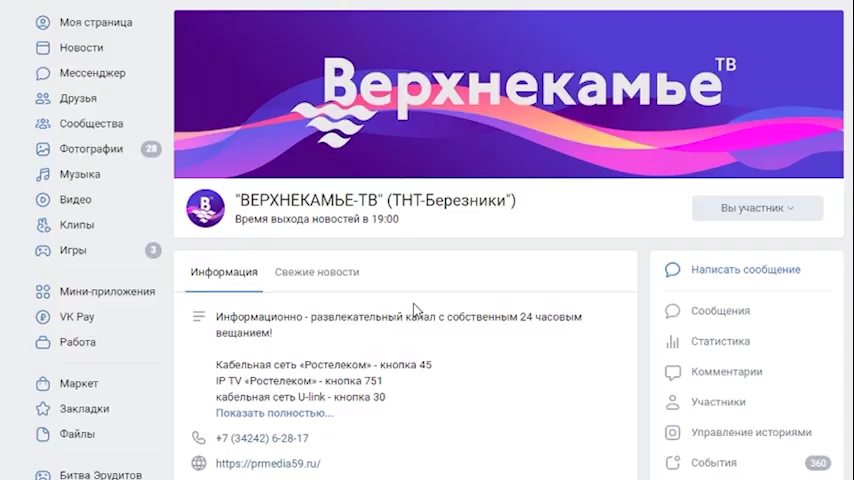 Моя страница
Новости
Мессенджер
Друзья
Сообщества
Фотографии 28
Музыка
Видео
Клипы
Игры 3
Мини-приложения
VK Pay
Работа
Маркет
Закладки
Файлы
Битва Эрудитов
Верхнекамье ТВ
В
"ВЕРХНЕКАМЬЕ-ТВ" (ТНТ-Березники")
Время выхода новостей в 19:00
Вы участник
Информация Свежие новости
Информационно - развлекательный канал с собственным 24 часовым
вещанием!
Кабельная сеть «Ростелеком» - кнопка 45
IP TV «Ростелеком» - кнопка 751
кабельная сеть U-link - кнопка 30
Показать полностью...
+7 (34242) 6-28-17
https://prmedia59.ru/
Написать сообщение
Сообщения
Статистика
Комментарии
Участники
Управление историями
События 360